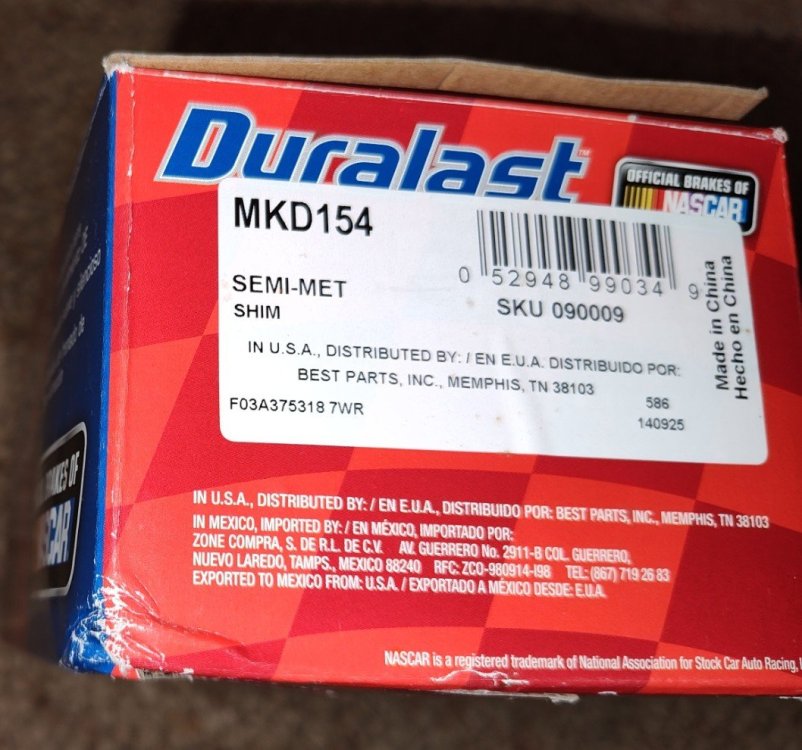 Duralast™
OFFICIAL BRAKES OF
NASCAR
MKD154
0 52948 99034 9
SEMI-MET
SHIM
SKU 090009
Made in China
Hecho en China
IN U.S.A., DISTRIBUTED BY: / EN E.U.A. DISTRIBUIDO POR:
BEST PARTS, INC., MEMPHIS, TN 38103
F03A375318 7WR
586
140925
IN U.S.A., DISTRIBUTED BY: / EN E.U.A., DISTRIBUIDO POR: BEST PARTS, INC., MEMPHIS, TN 38103
IN MEXICO, IMPORTED BY: / EN MÉXICO, IMPORTADO POR:
ZONE COMPRA, S. DE R.L. DE C.V. AV. GUERRERO No. 2911-B COL. GUERRERO,
NUEVO LAREDO, TAMPS., MEXICO 88240 RFC: ZCO-980914-I98 TEL: (867) 719 26 83
EXPORTED TO MEXICO FROM: U.S.A. / EXPORTADO A MÉXICO DESDE: E.U.A.
NASCAR is a registered trademark of National Association for Stock Car Auto Racing,